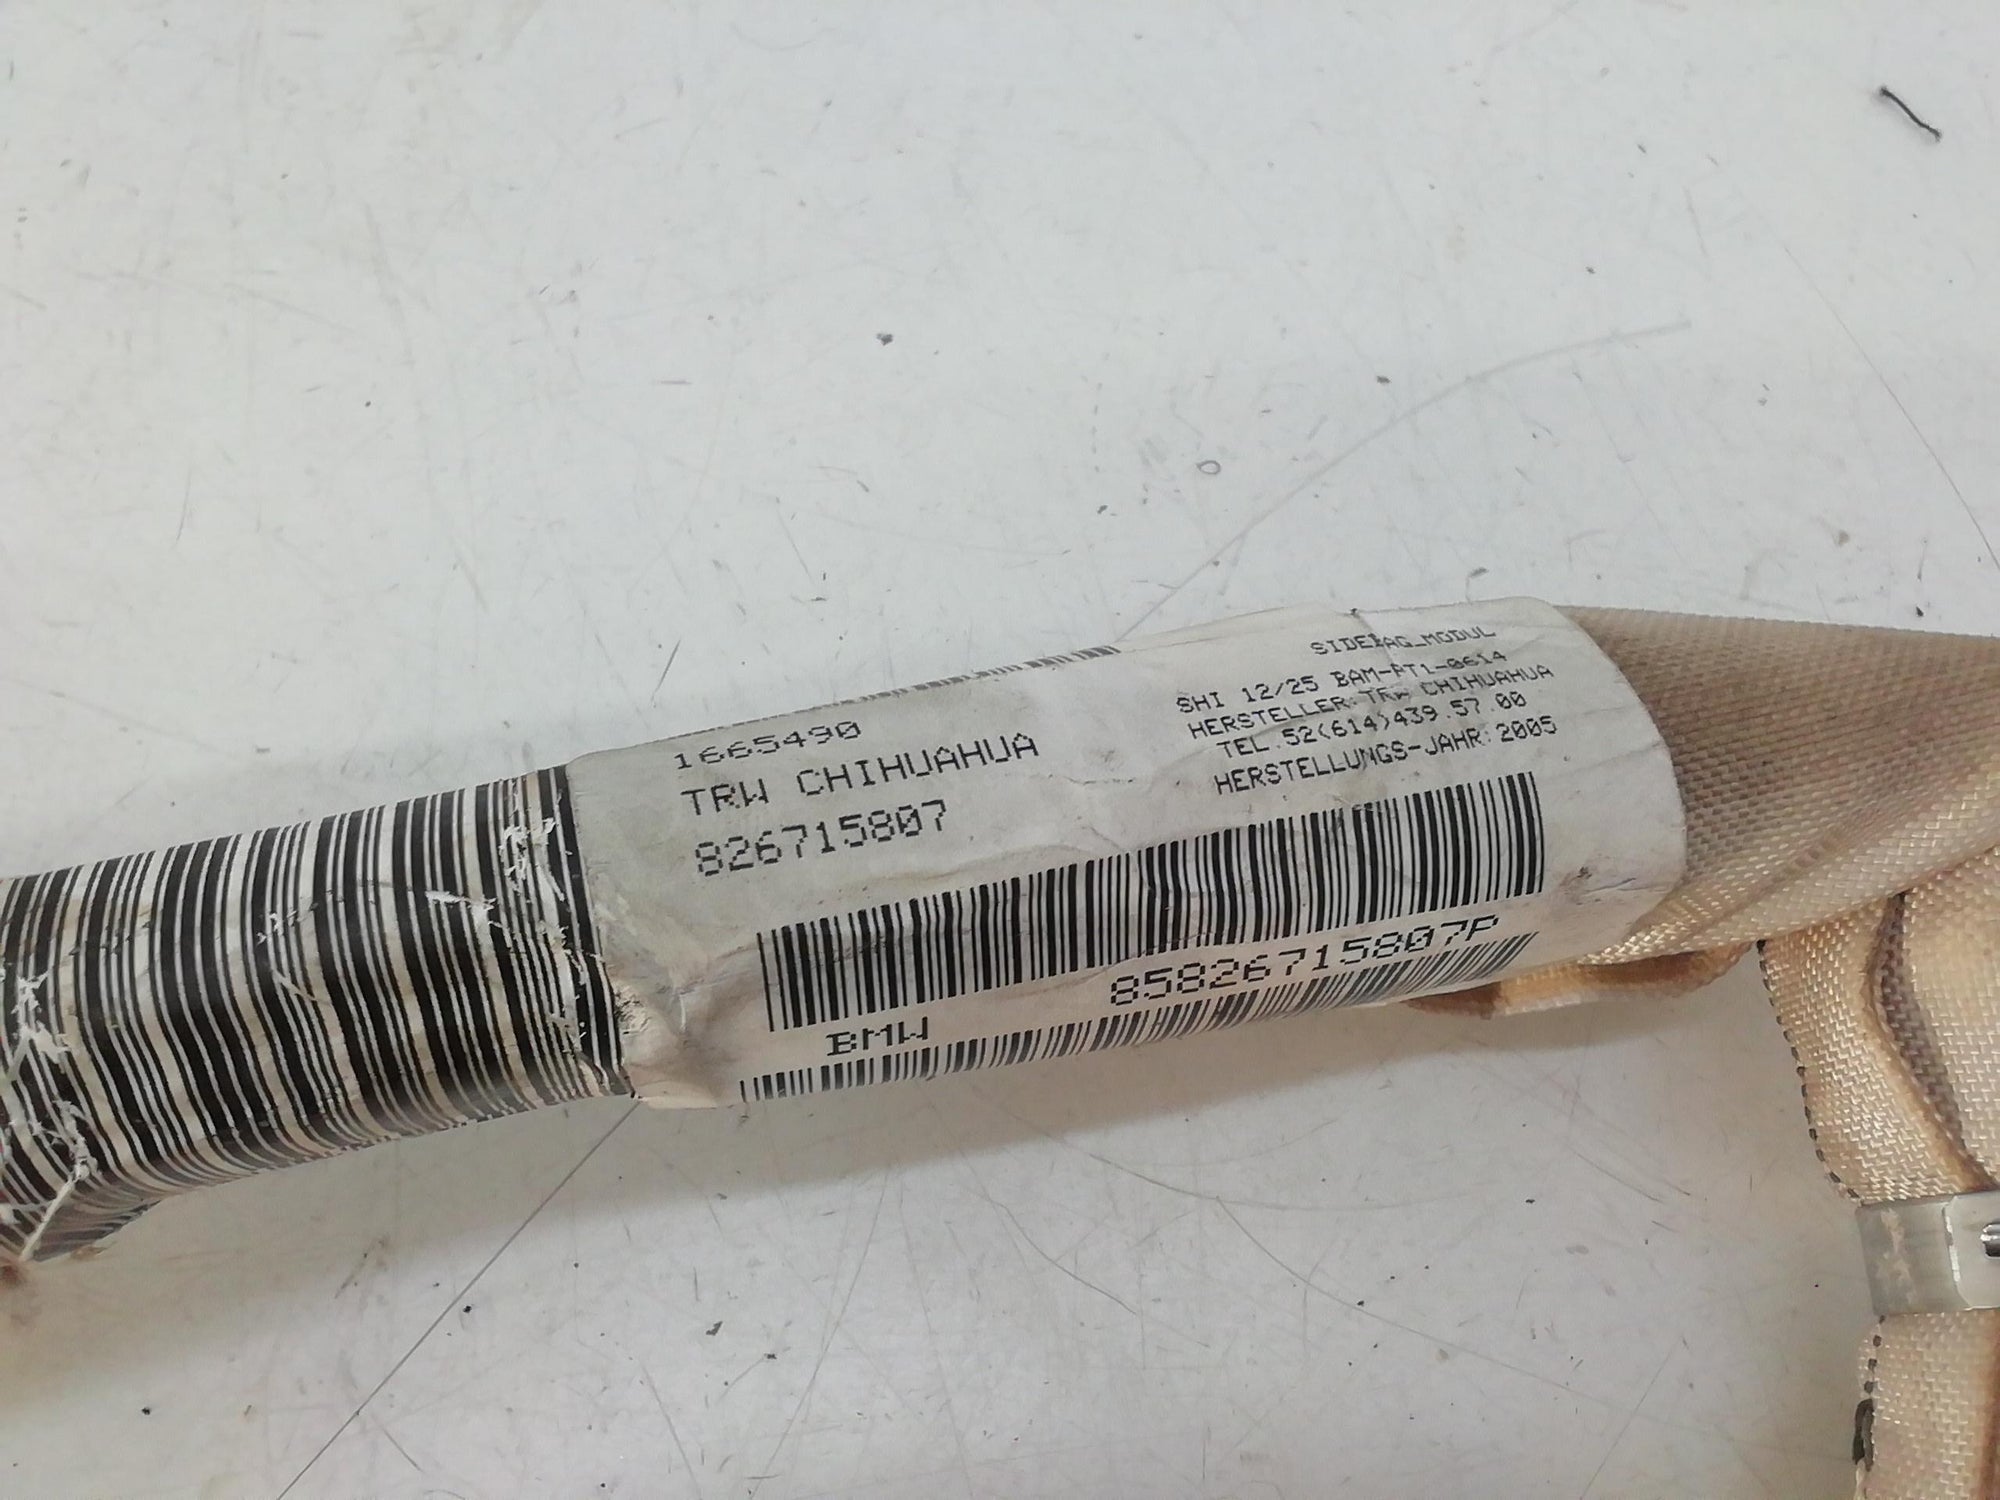 SIDEBAG_MODUL
SHI 12/25 BAM-PT1-0614
HERSTELLER:TRW CHIHUAHUA
TEL.52(614)439.57.00
HERSTELLUNGS-JAHR:2005
1665490
TRW CHIHUAHUA
826715807
85826715807P
BMW